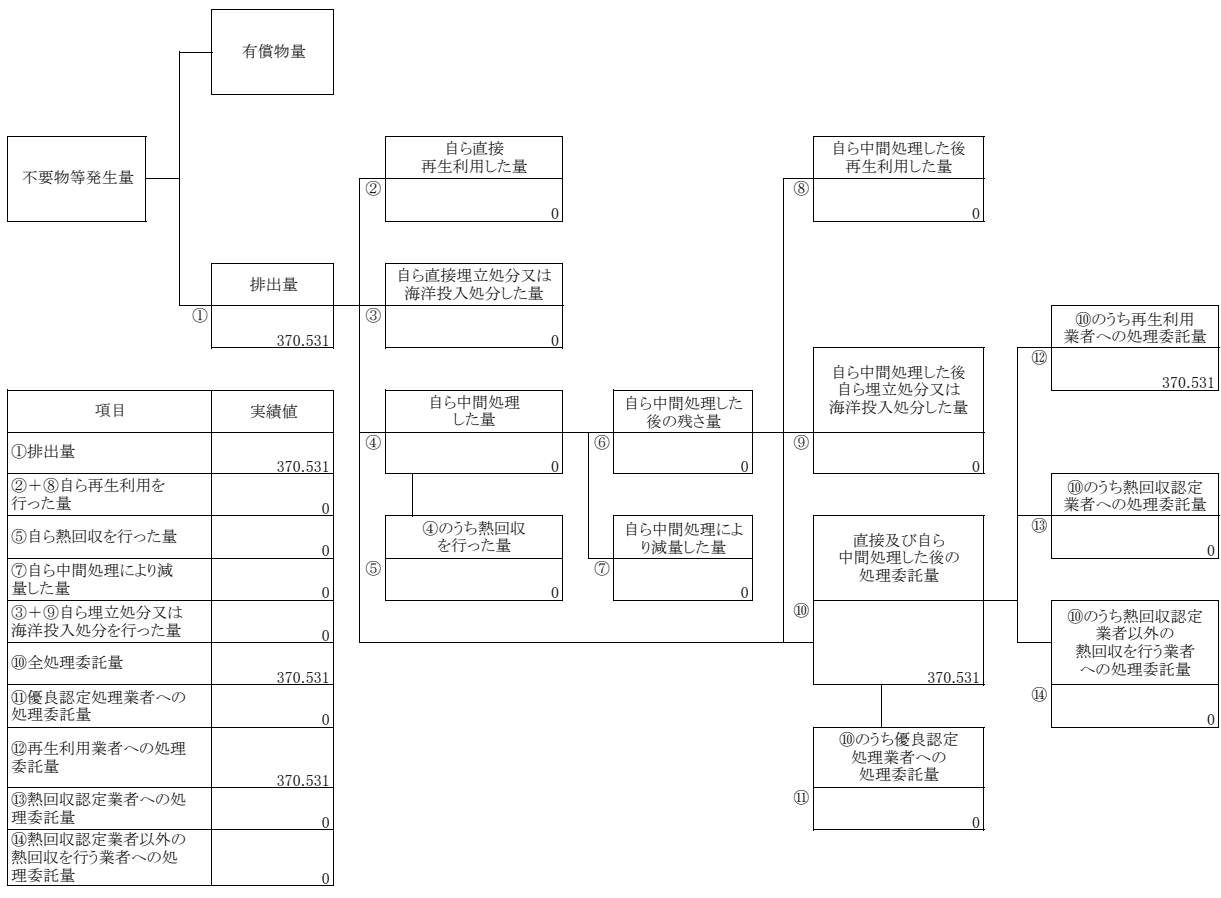 有償物量
不要物等発生量
自ら直接
再生利用した量
②
0
自ら中間処理した後
再生利用した量
⑧
0
排出量
①
370.531
自ら直接埋立処分又は
海洋投入処分した量
③
0
⑩のうち再生利用
業者への処理委託量
⑫
370.531
自ら中間処理
した量
④
0
自ら中間処理した
後の残さ量
⑥
0
自ら中間処理した後
自ら埋立処分又は
海洋投入処分した量
⑨
0
⑩のうち熱回収認定
業者への処理委託量
⑬
0
④のうち熱回収
を行った量
⑤
0
自ら中間処理によ
り減量した量
⑦
0
直接及び自ら
中間処理した後の
処理委託量
⑩
370.531
⑩のうち熱回収認定
業者以外の
熱回収を行う業者
への処理委託量
⑭
0
⑩のうち優良認定
処理業者への
処理委託量
⑪
0
項目 実績値
①排出量
370.531
②＋⑧自ら再生利用を
行った量
0
⑤自ら熱回収を行った量
0
⑦自ら中間処理により減
量した量
0
③＋⑨自ら埋立処分又は
海洋投入処分を行った量
0
⑩全処理委託量
370.531
⑪優良認定処理業者への
処理委託量
0
⑫再生利用業者への処理
委託量
370.531
⑬熱回収認定業者への処
理委託量
0
⑭熱回収認定業者以外の
熱回収を行う業者への処
理委託量
0